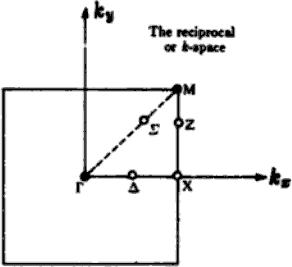 k_y
The reciprocal
or k-space
M
Σ
Z
Γ
Δ
X
k_x